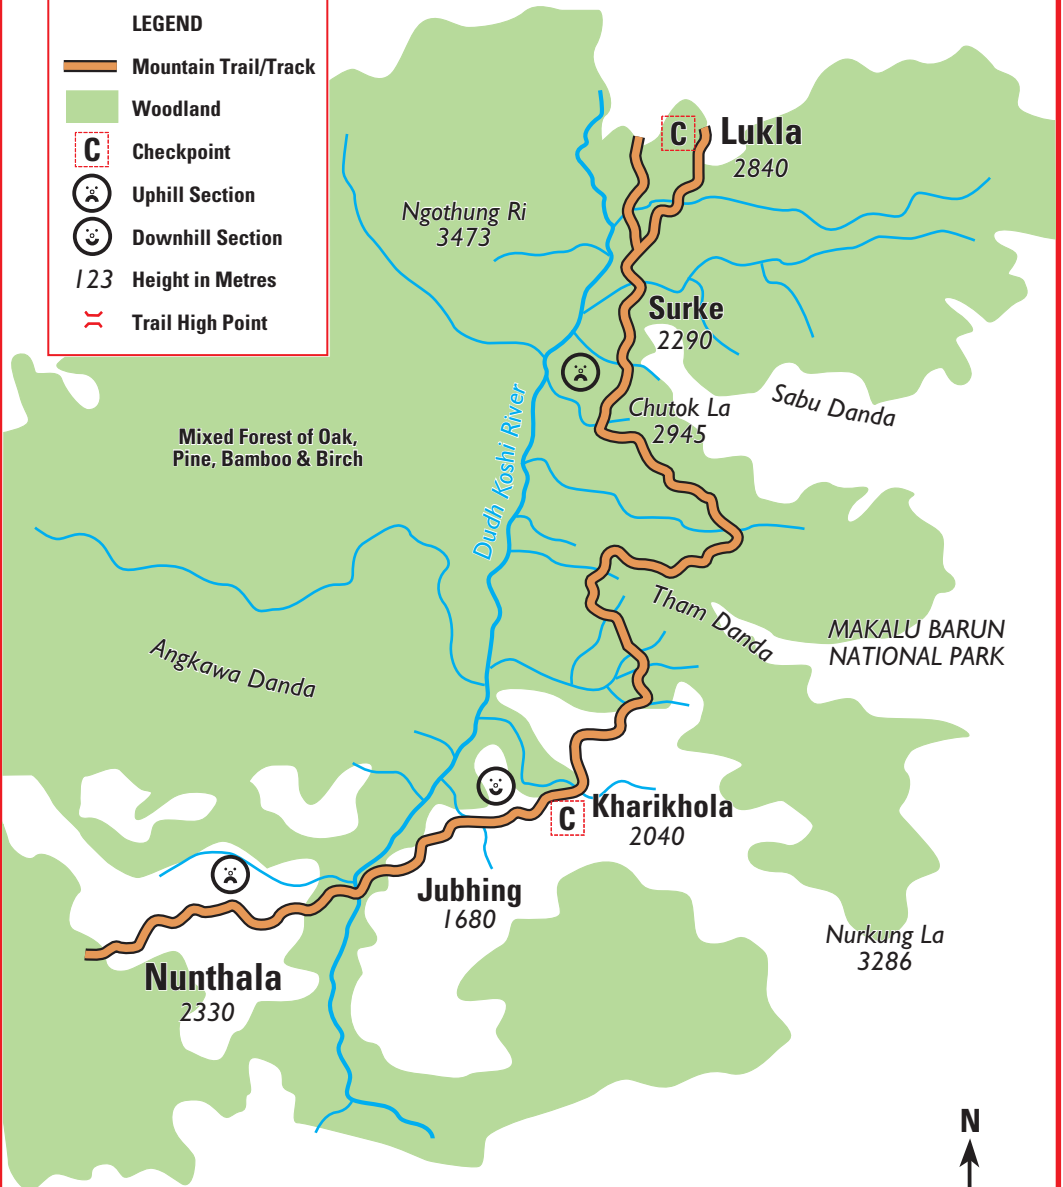 LEGEND
Mountain Trail/Track
Woodland
C
Checkpoint
Uphill Section
Downhill Section
123
Height in Metres
Trail High Point
C
Lukla
2840
Ngothung Ri
3473
Surke
2290
Chutok La
2945
Sabu Danda
Mixed Forest of Oak,
Pine, Bamboo & Birch
Dudh Koshi River
Tham Danda
MAKALU BARUN
NATIONAL PARK
Angkawa Danda
Kharikhola
2040
C
Jubhing
1680
Nurkung La
3286
Nunthala
2330
N